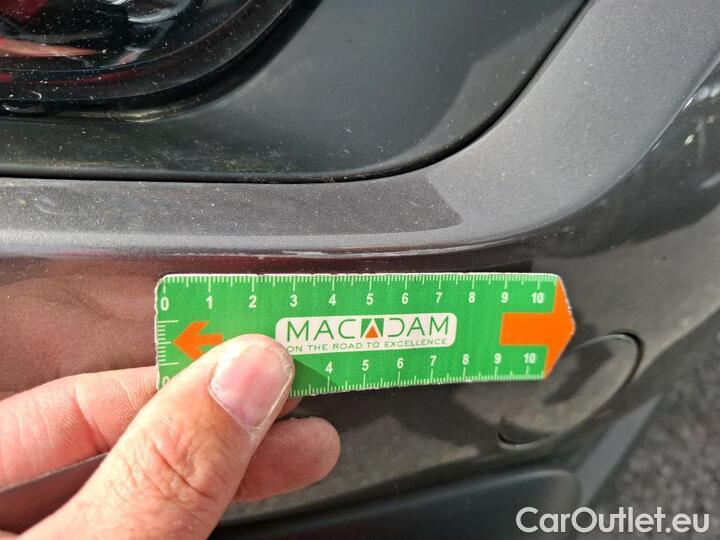 0 1 2 3 4 5 6 7 8 9 10
MACADAM
ON THE ROAD TO EXCELLENCE
0 4 5 6 7 8 9 10
CarOutlet.eu